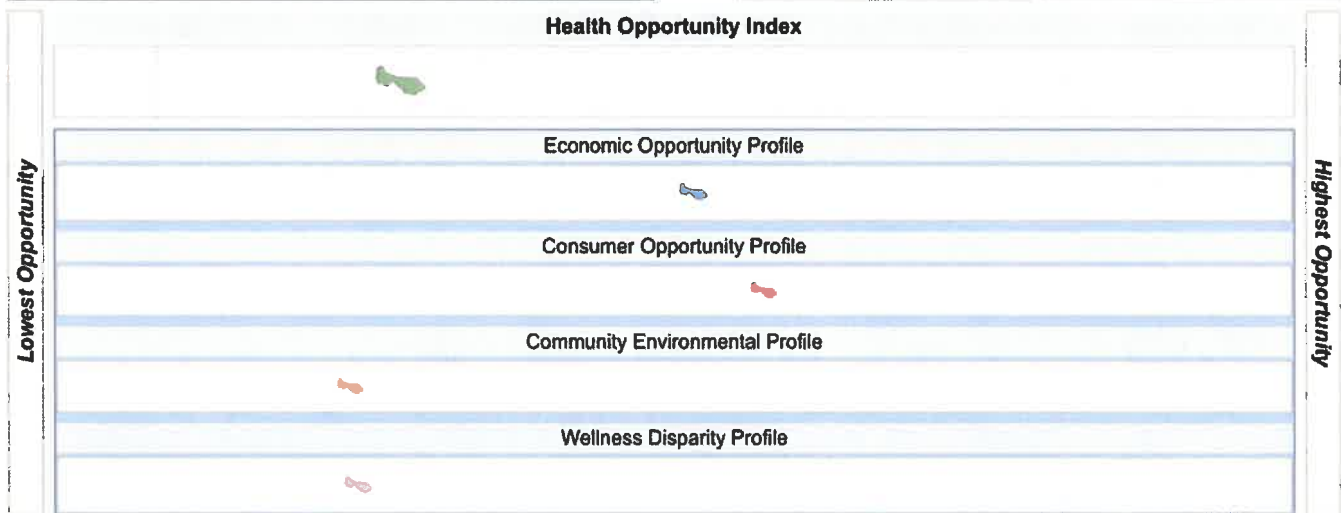 Health Opportunity Index
Lowest Opportunity
Economic Opportunity Profile
Consumer Opportunity Profile
Community Environmental Profile
Wellness Disparity Profile
Highest Opportunity